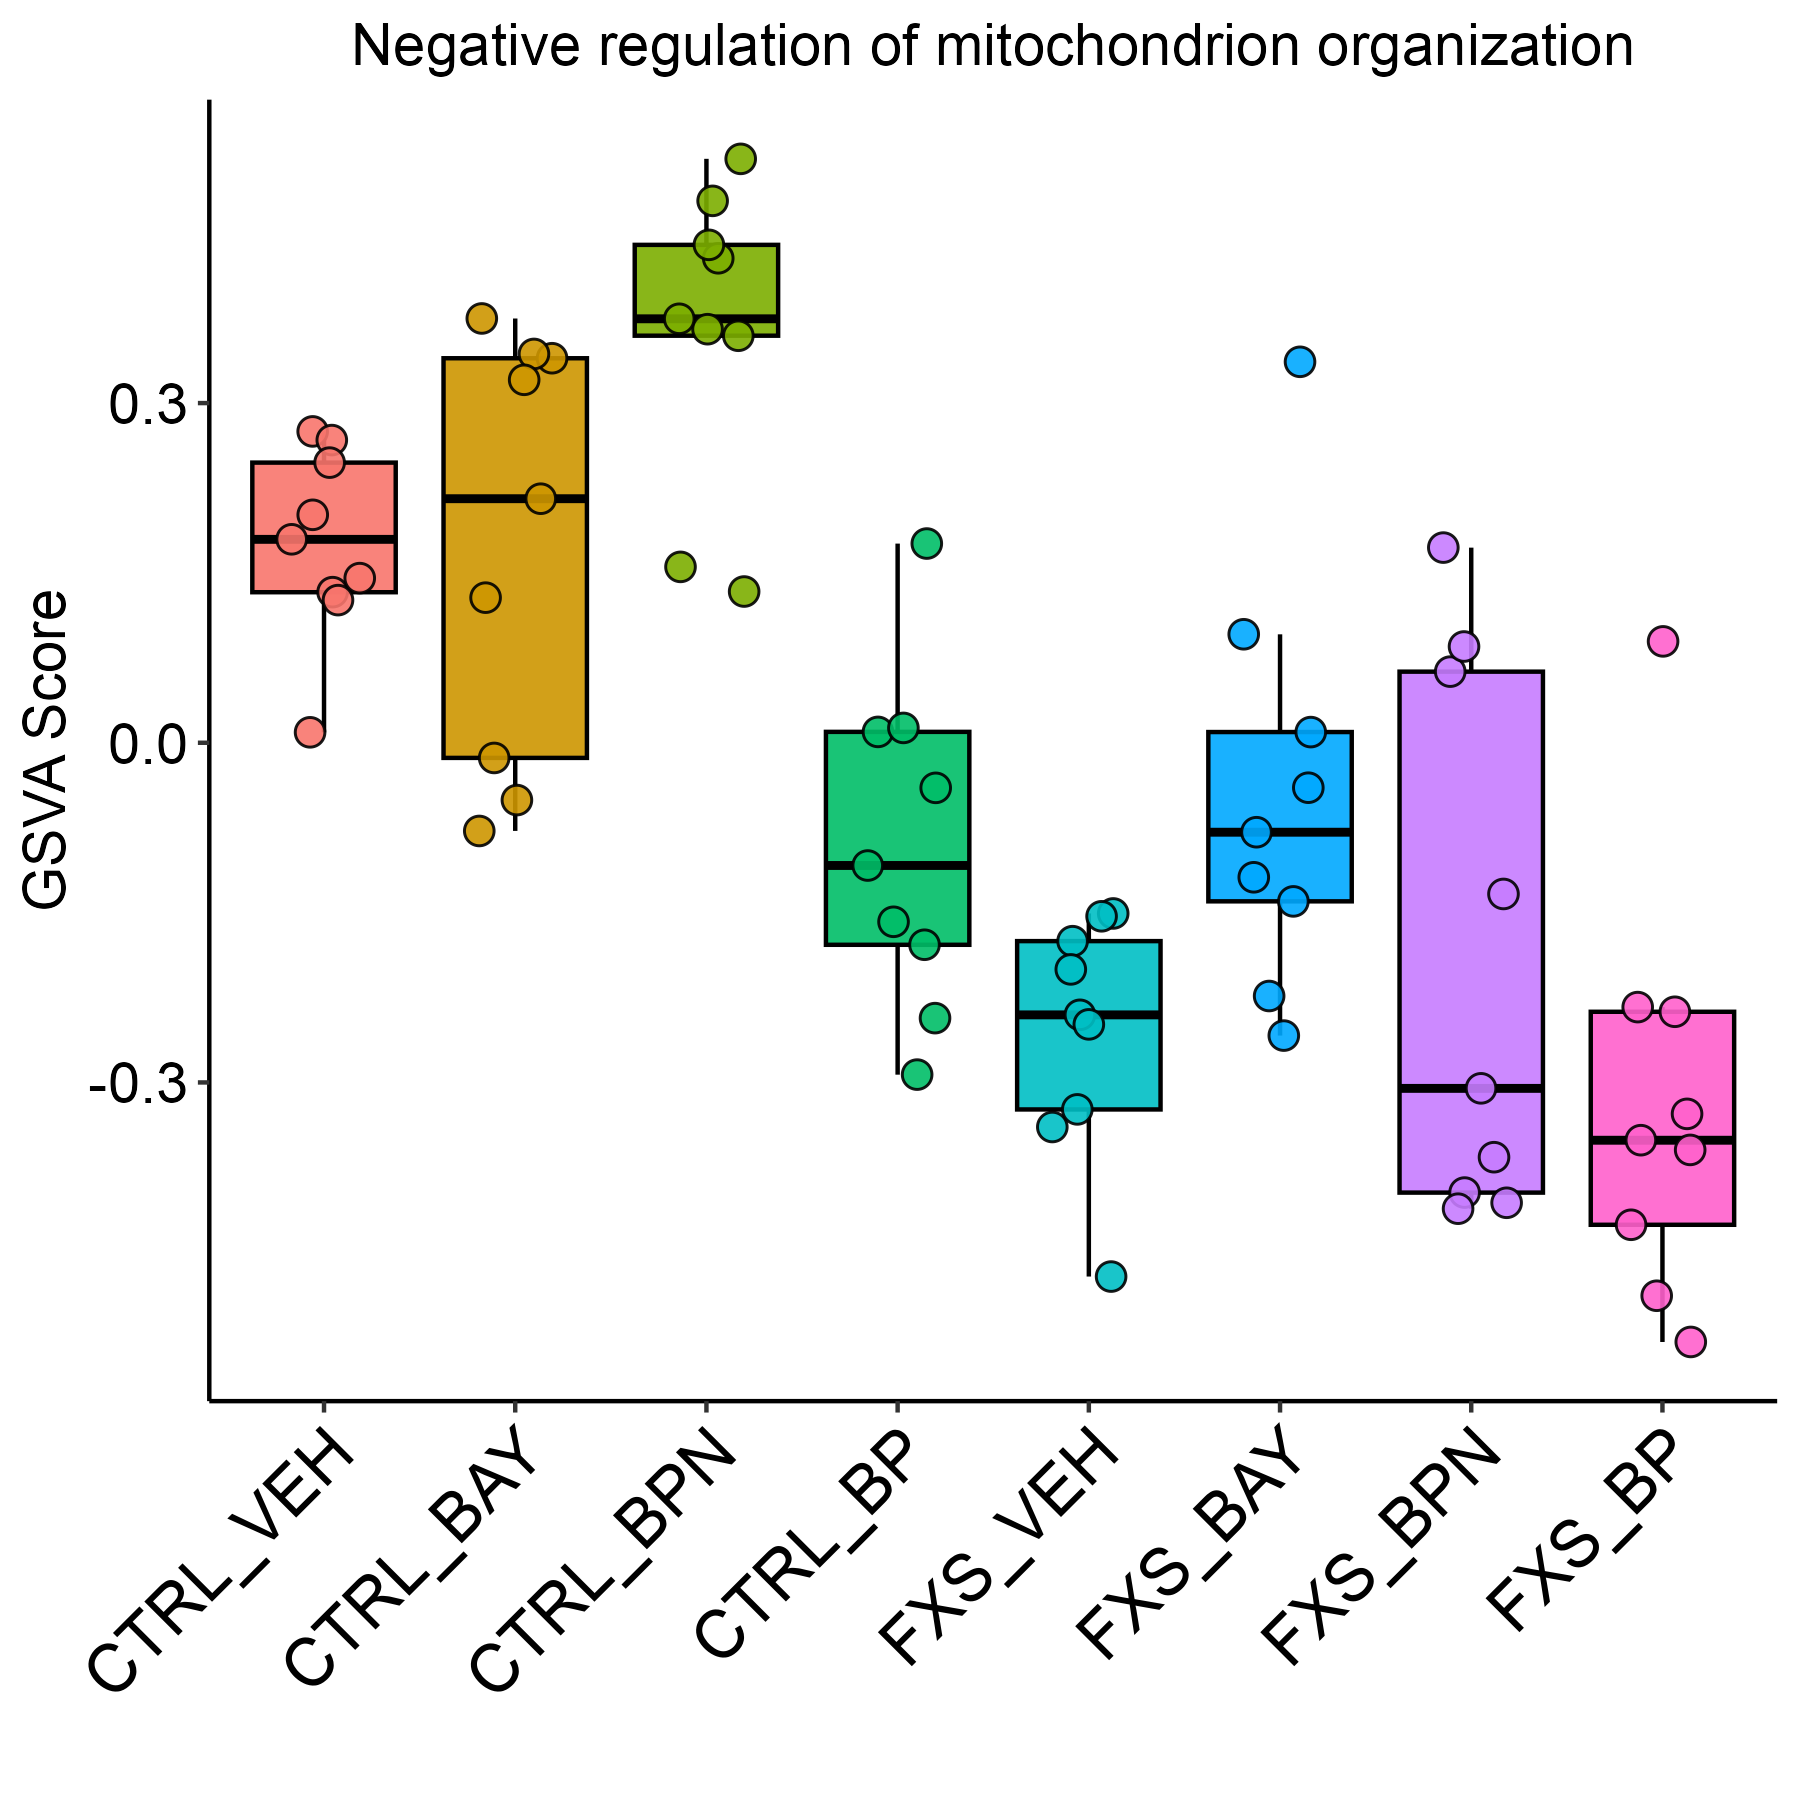 Negative regulation of mitochondrion organization
GSVA Score
0.3
0.0
-0.3
CTRL_VEH
CTRL_BAY
CTRL_BPN
CTRL_BP
FXS_VEH
FXS_BAY
FXS_BPN
FXS_BP